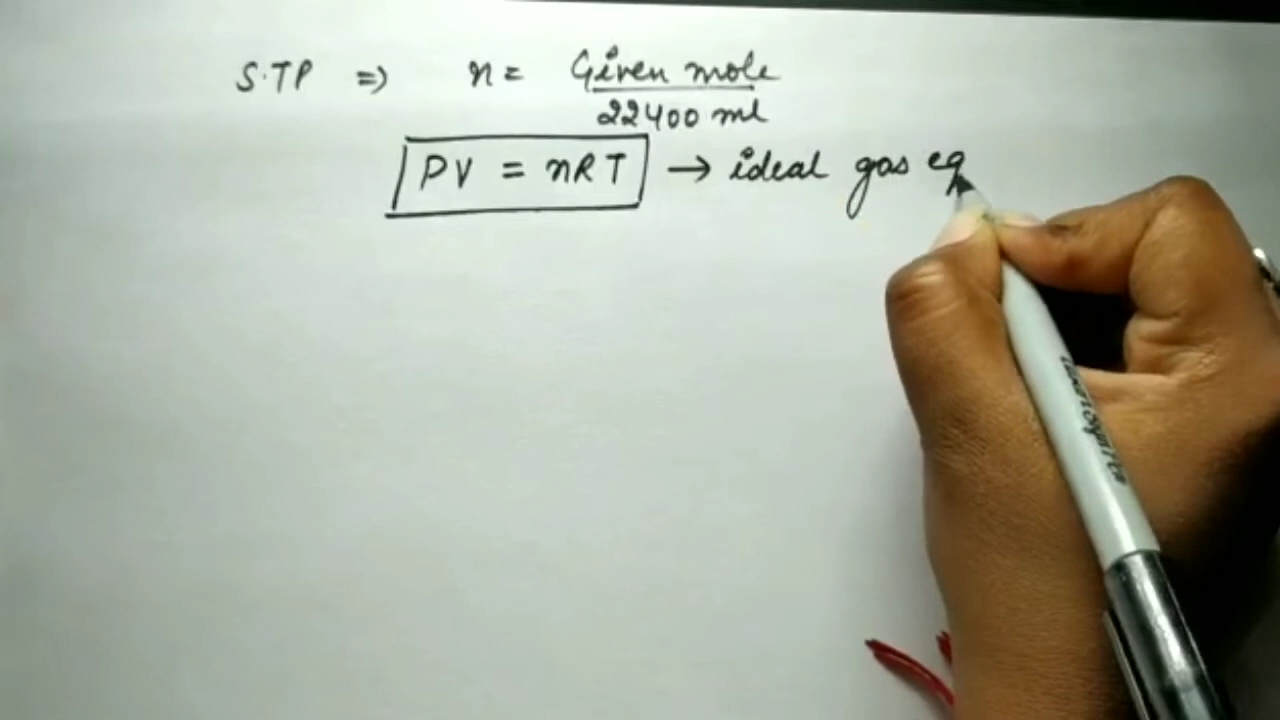 S.TP ⇒ n = Given mole
22400 ml
PV = nRT → ideal gas eq